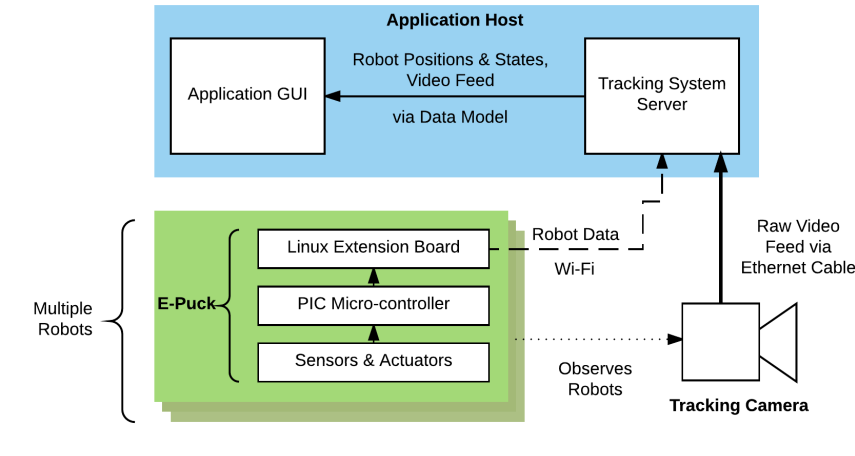 Application Host
Robot Positions & States,
Video Feed
via Data Model
Application GUI
Tracking System
Server
Robot Data
Wi-Fi
Raw Video
Feed via
Ethernet Cable
Linux Extension Board
E-Puck
PIC Micro-controller
Sensors & Actuators
Multiple
Robots
Observes
Robots
Tracking Camera